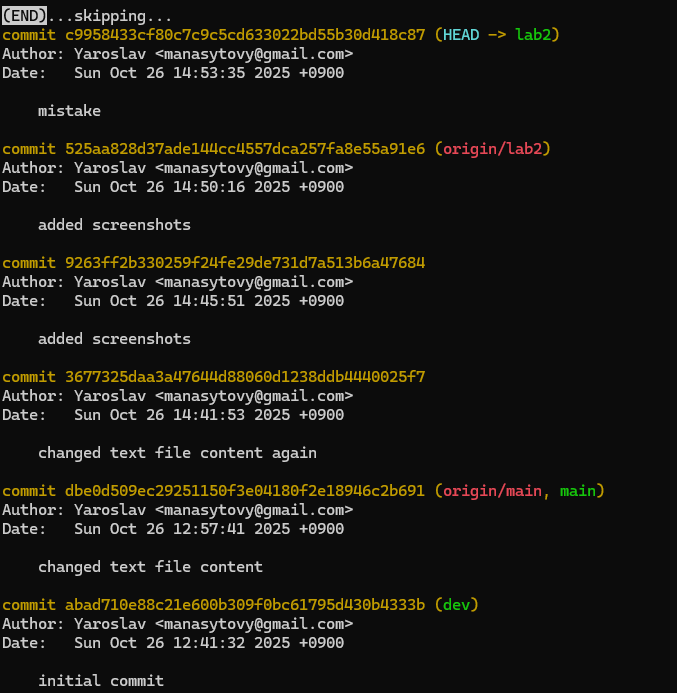 (END)...skipping...
commit c9958433cf80c7c9c5cd633022bd55b30d418c87 (HEAD -> lab2)
Author: Yaroslav <manasytovy@gmail.com>
Date:   Sun Oct 26 14:53:35 2025 +0900
mistake
commit 525aa828d37ade144cc4557dca257fa8e55a91e6 (origin/lab2)
Author: Yaroslav <manasytovy@gmail.com>
Date:   Sun Oct 26 14:50:16 2025 +0900
added screenshots
commit 9263ff2b330259f24fe29de731d7a513b6a47684
Author: Yaroslav <manasytovy@gmail.com>
Date:   Sun Oct 26 14:45:51 2025 +0900
added screenshots
commit 3677325daa3a47644d88060d1238ddb4440025f7
Author: Yaroslav <manasytovy@gmail.com>
Date:   Sun Oct 26 14:41:53 2025 +0900
changed text file content again
commit dbe0d509ec29251150f3e04180f2e18946c2b691 (origin/main, main)
Author: Yaroslav <manasytovy@gmail.com>
Date:   Sun Oct 26 12:57:41 2025 +0900
changed text file content
commit abad710e88c21e600b309f0bc61795d430b4333b (dev)
Author: Yaroslav <manasytovy@gmail.com>
Date:   Sun Oct 26 12:41:32 2025 +0900
initial commit